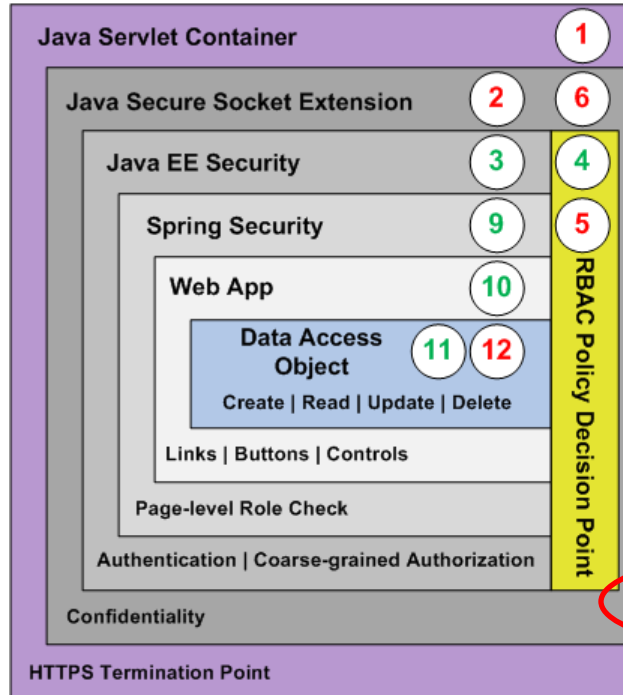 Java Servlet Container 1
Java Secure Socket Extension 2 6
Java EE Security 3 4
Spring Security 9 5
Web App 10
Data Access
Object 11 12
Create | Read | Update | Delete
Links | Buttons | Controls
Page-level Role Check
Authentication | Coarse-grained Authorization
RBAC Policy Decision Point
Confidentiality
HTTPS Termination Point